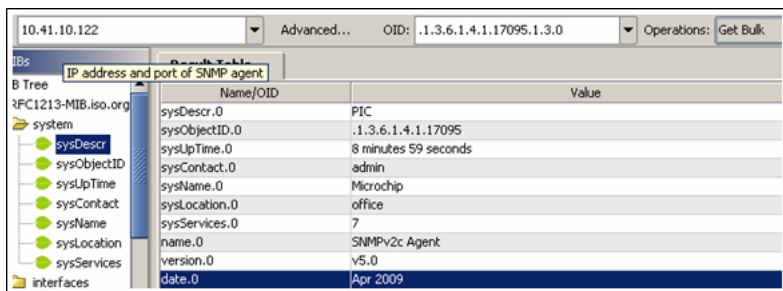 10.41.10.122 Advanced... OID: .1.3.6.1.4.1.17095.1.3.0 Operations: Get Bulk
IBs
IP address and port of SNMP agent
B Tree
RFC1213-MIB.iso.org
system
sysDescr
sysObjectID
sysUpTime
sysContact
sysName
sysLocation
sysServices
interfaces
Result Table
Name/OID Value
sysDescr.0 PIC
sysObjectID.0 .1.3.6.1.4.1.17095
sysUpTime.0 8 minutes 59 seconds
sysContact.0 admin
sysName.0 Microchip
sysLocation.0 office
sysServices.0 7
name.0 SNMPv2c Agent
version.0 v5.0
date.0 Apr 2009